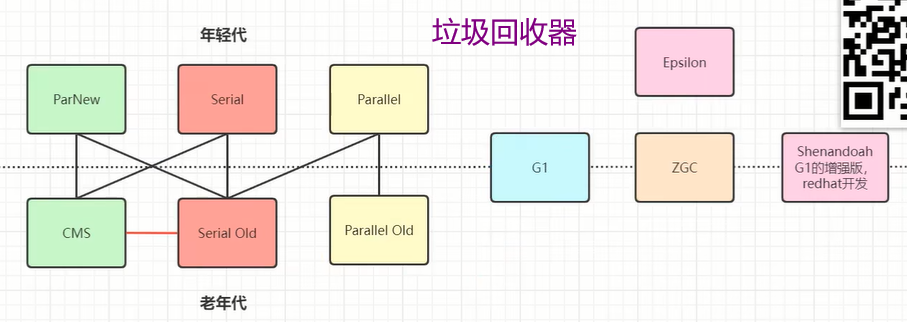 年轻代
垃圾回收器
Epsilon
ParNew
Serial
Parallel
G1
ZGC
Shenandoah
G1的增强版，
redhat开发
CMS
Serial Old
Parallel Old
老年代